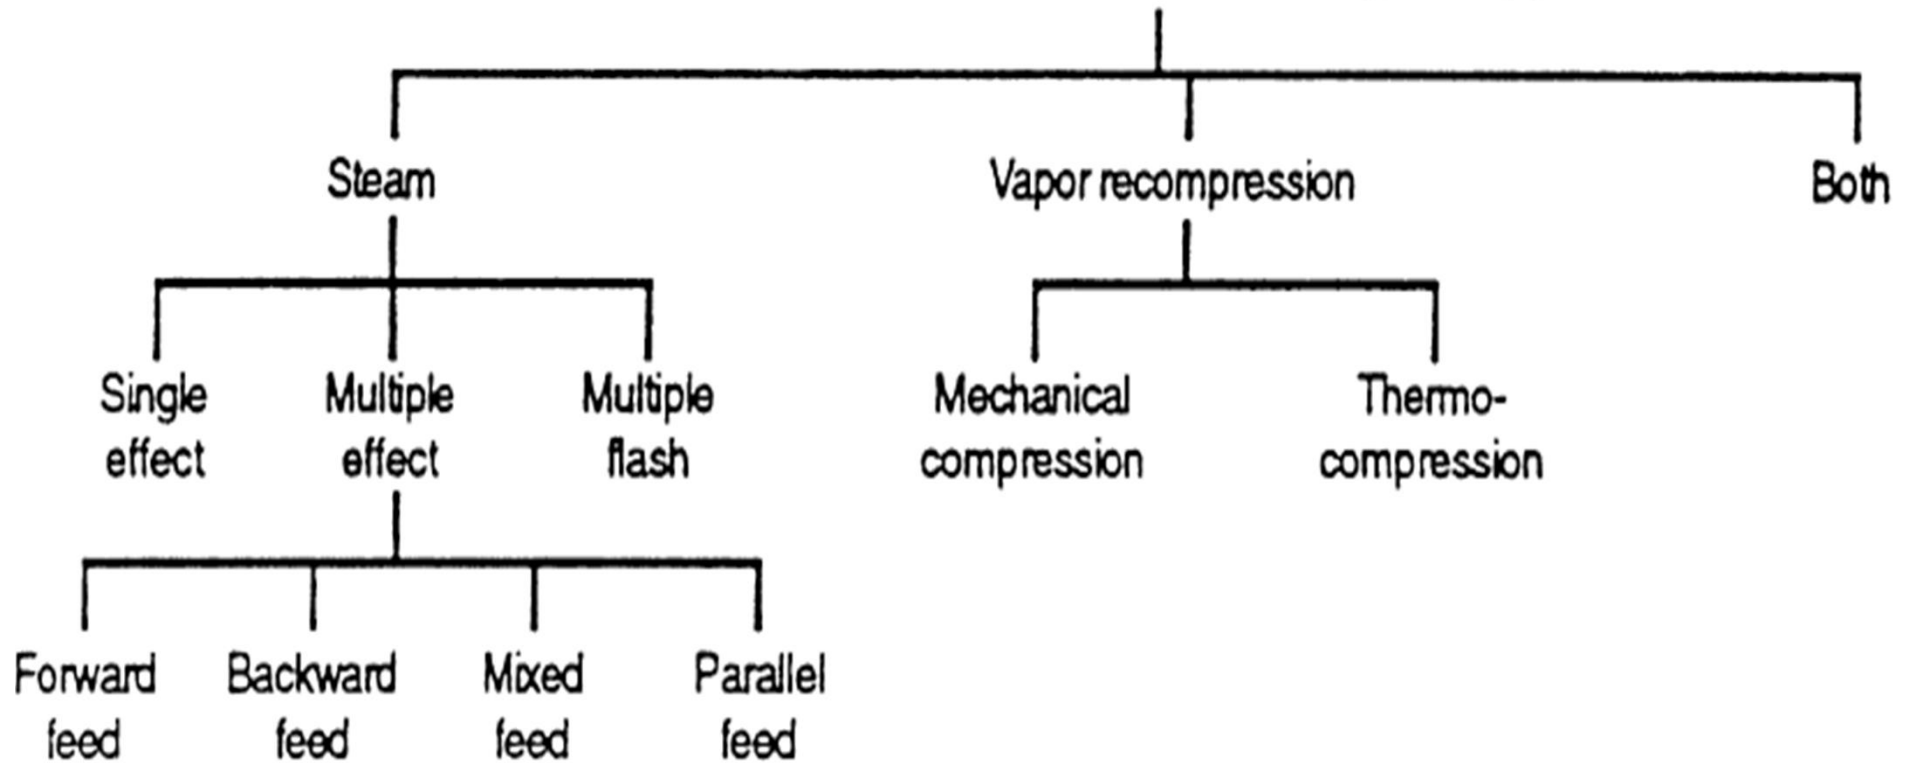 Steam
Vapor recompression
Both
Single
effect
Multiple
effect
Multiple
flash
Mechanical
compression
Thermo-
compression
Forward
feed
Backward
feed
Mixed
feed
Parallel
feed